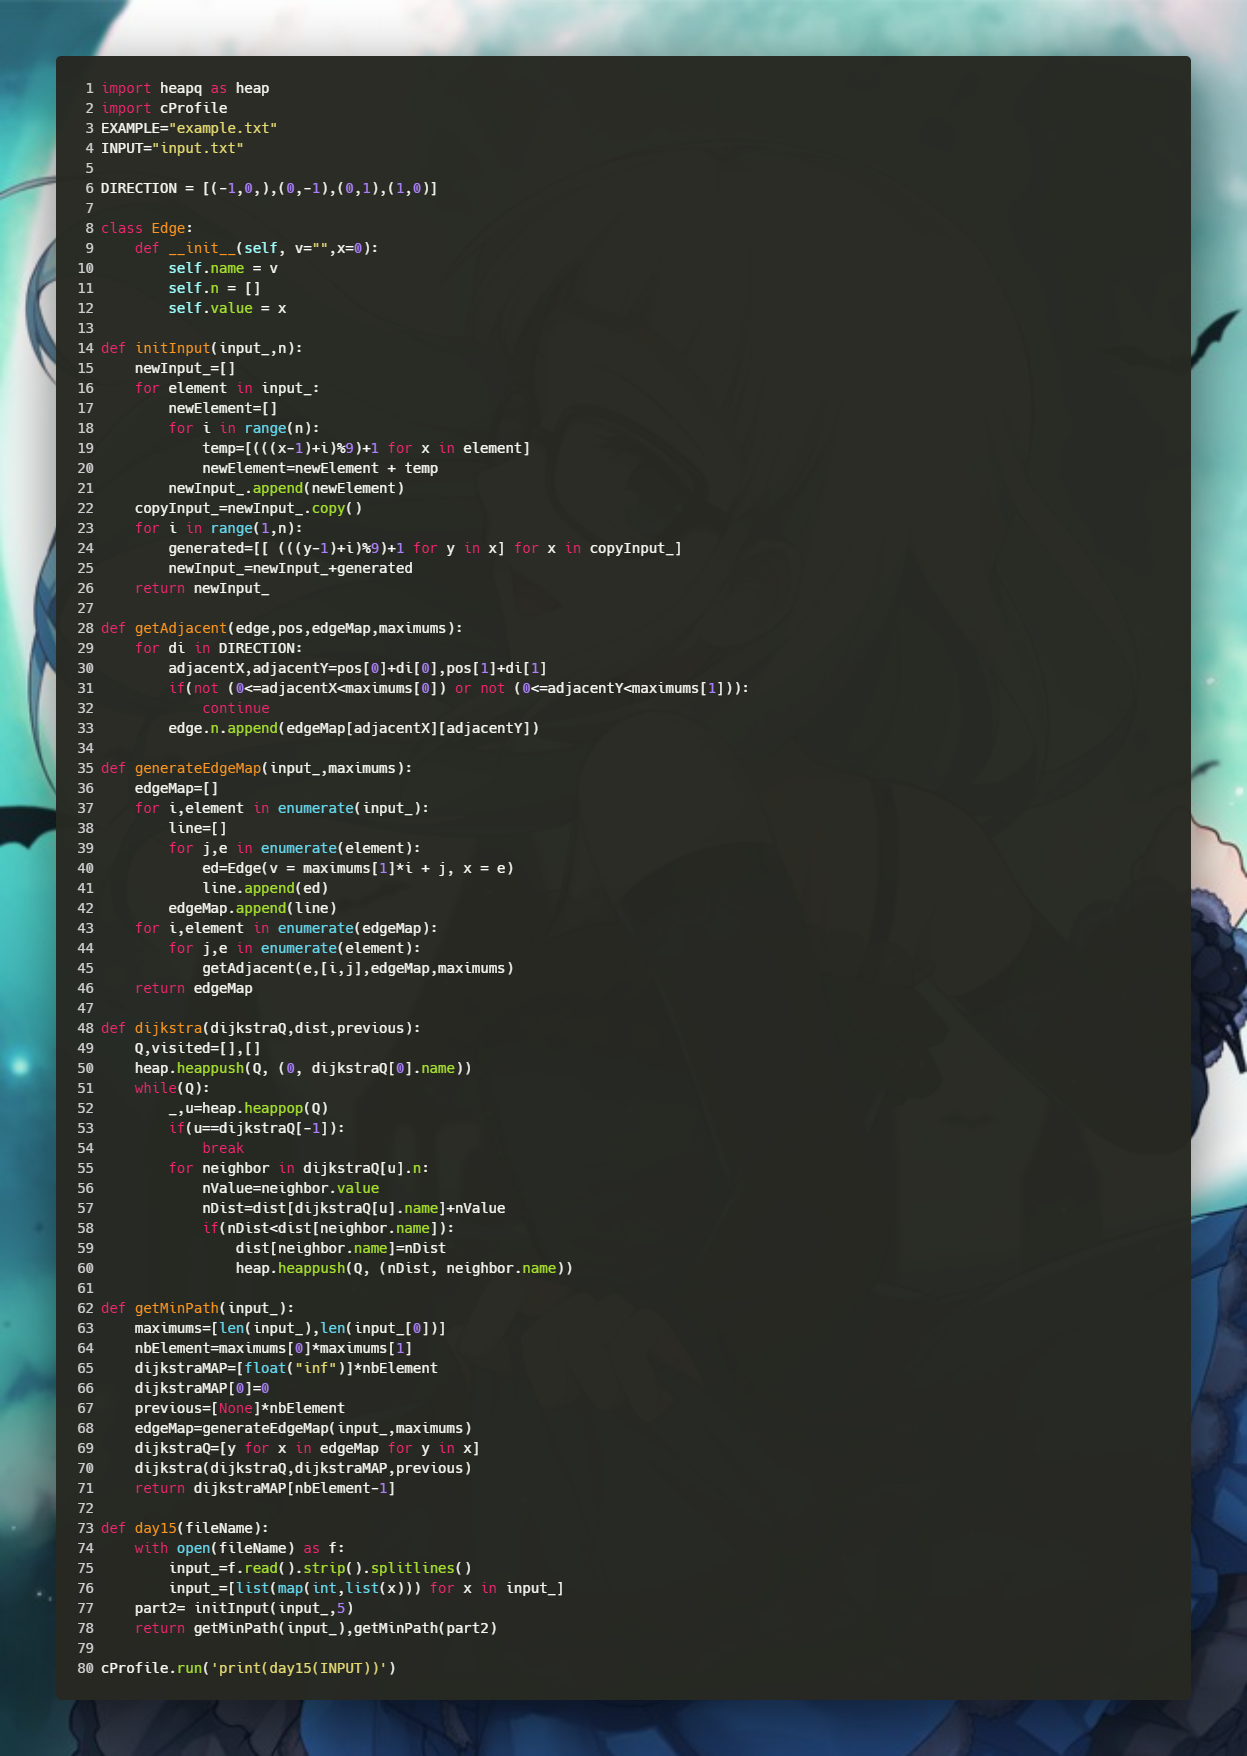 1 import heapq as heap
2 import cProfile
3 EXAMPLE="example.txt"
4 INPUT="input.txt"
5
6 DIRECTION = [(-1,0,),(0,-1),(0,1),(1,0)]
7
8 class Edge:
9     def __init__(self, v="",x=0):
10         self.name = v
11         self.n = []
12         self.value = x
13
14 def initInput(input_,n):
15     newInput_=[]
16     for element in input_:
17         newElement=[]
18         for i in range(n):
19             temp=[(((x-1)+i)%9)+1 for x in element]
20             newElement=newElement + temp
21         newInput_.append(newElement)
22     copyInput_=newInput_.copy()
23     for i in range(1,n):
24         generated=[[ (((y-1)+i)%9)+1 for y in x] for x in copyInput_]
25         newInput_=newInput_+generated
26     return newInput_
27
28 def getAdjacent(edge,pos,edgeMap,maximums):
29     for di in DIRECTION:
30         adjacentX,adjacentY=pos[0]+di[0],pos[1]+di[1]
31         if(not (0<=adjacentX<maximums[0]) or not (0<=adjacentY<maximums[1])):
32             continue
33         edge.n.append(edgeMap[adjacentX][adjacentY])
34
35 def generateEdgeMap(input_,maximums):
36     edgeMap=[]
37     for i,element in enumerate(input_):
38         line=[]
39         for j,e in enumerate(element):
40             ed=Edge(v = maximums[1]*i + j, x = e)
41             line.append(ed)
42         edgeMap.append(line)
43     for i,element in enumerate(edgeMap):
44         for j,e in enumerate(element):
45             getAdjacent(e,[i,j],edgeMap,maximums)
46     return edgeMap
47
48 def dijkstra(dijkstraQ,dist,previous):
49     Q,visited=[],[]
50     heap.heappush(Q, (0, dijkstraQ[0].name))
51     while(Q):
52         _,u=heap.heappop(Q)
53         if(u==dijkstraQ[-1]):
54             break
55         for neighbor in dijkstraQ[u].n:
56             nValue=neighbor.value
57             nDist=dist[dijkstraQ[u].name]+nValue
58             if(nDist<dist[neighbor.name]):
59                 dist[neighbor.name]=nDist
60                 heap.heappush(Q, (nDist, neighbor.name))
61
62 def getMinPath(input_):
63     maximums=[len(input_),len(input_[0])]
64     nbElement=maximums[0]*maximums[1]
65     dijkstraMAP=[float("inf")]*nbElement
66     dijkstraMAP[0]=0
67     previous=[None]*nbElement
68     edgeMap=generateEdgeMap(input_,maximums)
69     dijkstraQ=[y for x in edgeMap for y in x]
70     dijkstra(dijkstraQ,dijkstraMAP,previous)
71     return dijkstraMAP[nbElement-1]
72
73 def day15(fileName):
74     with open(fileName) as f:
75         input_=f.read().strip().splitlines()
76         input_=[list(map(int,list(x))) for x in input_]
77     part2= initInput(input_,5)
78     return getMinPath(input_),getMinPath(part2)
79
80 cProfile.run('print(day15(INPUT))')